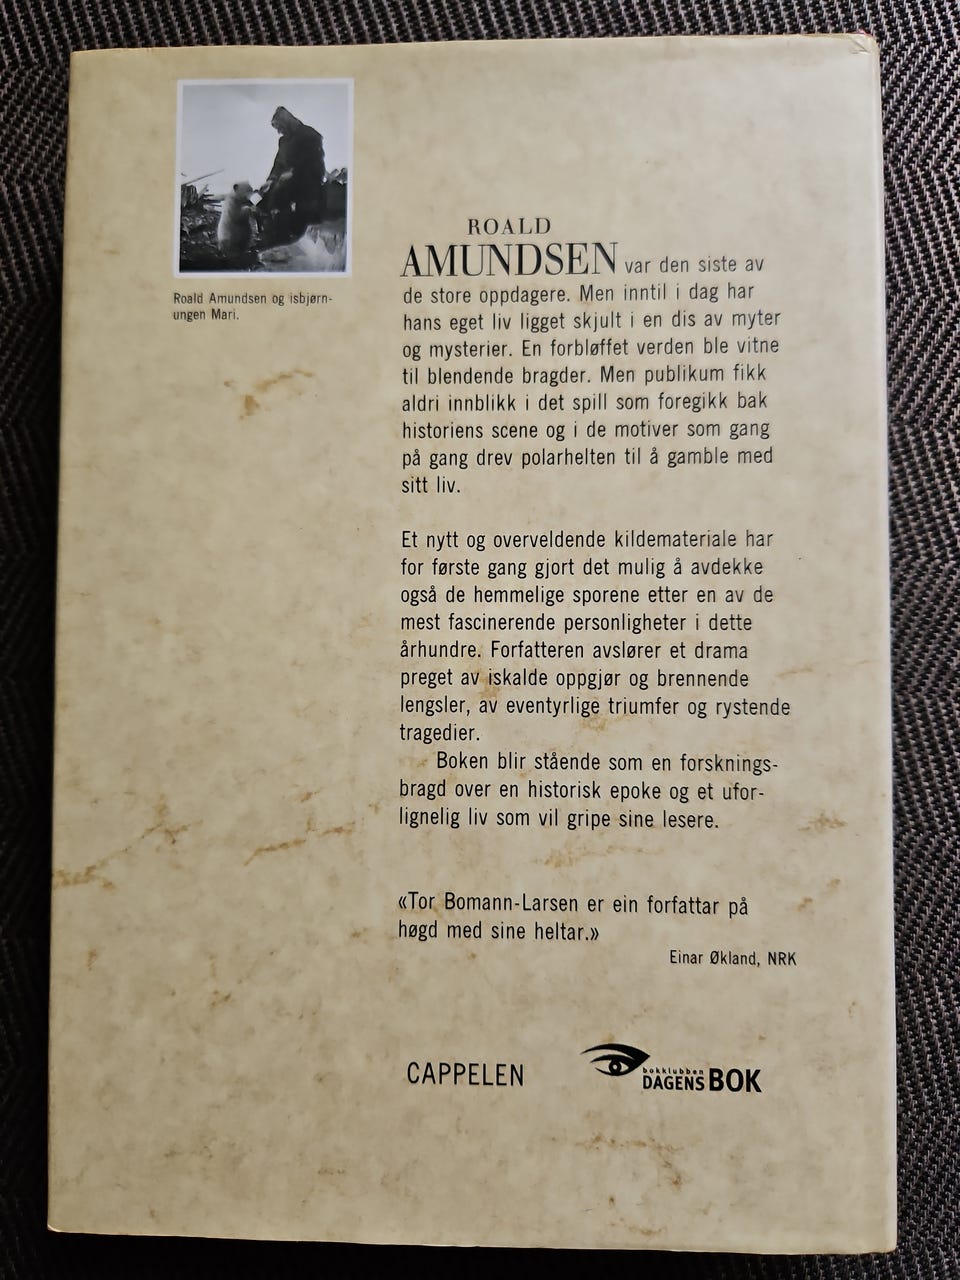 Roald Amundsen og isbjørn-
ungen Mari.
ROALD
AMUNDSEN var den siste av
de store oppdagere. Men inntil i dag har
hans eget liv ligget skjult i en dis av myter
og mysterier. En forbløffet verden ble vitne
til blendende bragder. Men publikum fikk
aldri innblikk i det spill som foregikk bak
historiens scene og i de motiver som gang
på gang drev polarhelten til å gamble med
sitt liv.
Et nytt og overveldende kildemateriale har
for første gang gjort det mulig å avdekke
også de hemmelige sporene etter en av de
mest fascinerende personligheter i dette
århundre. Forfatteren avslører et drama
preget av iskalde oppgjør og brennende
lengsler, av eventyrlige triumfer og rystende
tragedier.
Boken blir stående som en forsknings-
bragd over en historisk epoke og et ufor-
lignelig liv som vil gripe sine lesere.
«Tor Bomann-Larsen er ein forfattar på
høgd med sine heltar.»
Einar Økland, NRK
CAPPELEN
bokklubben
DAGENS BOK